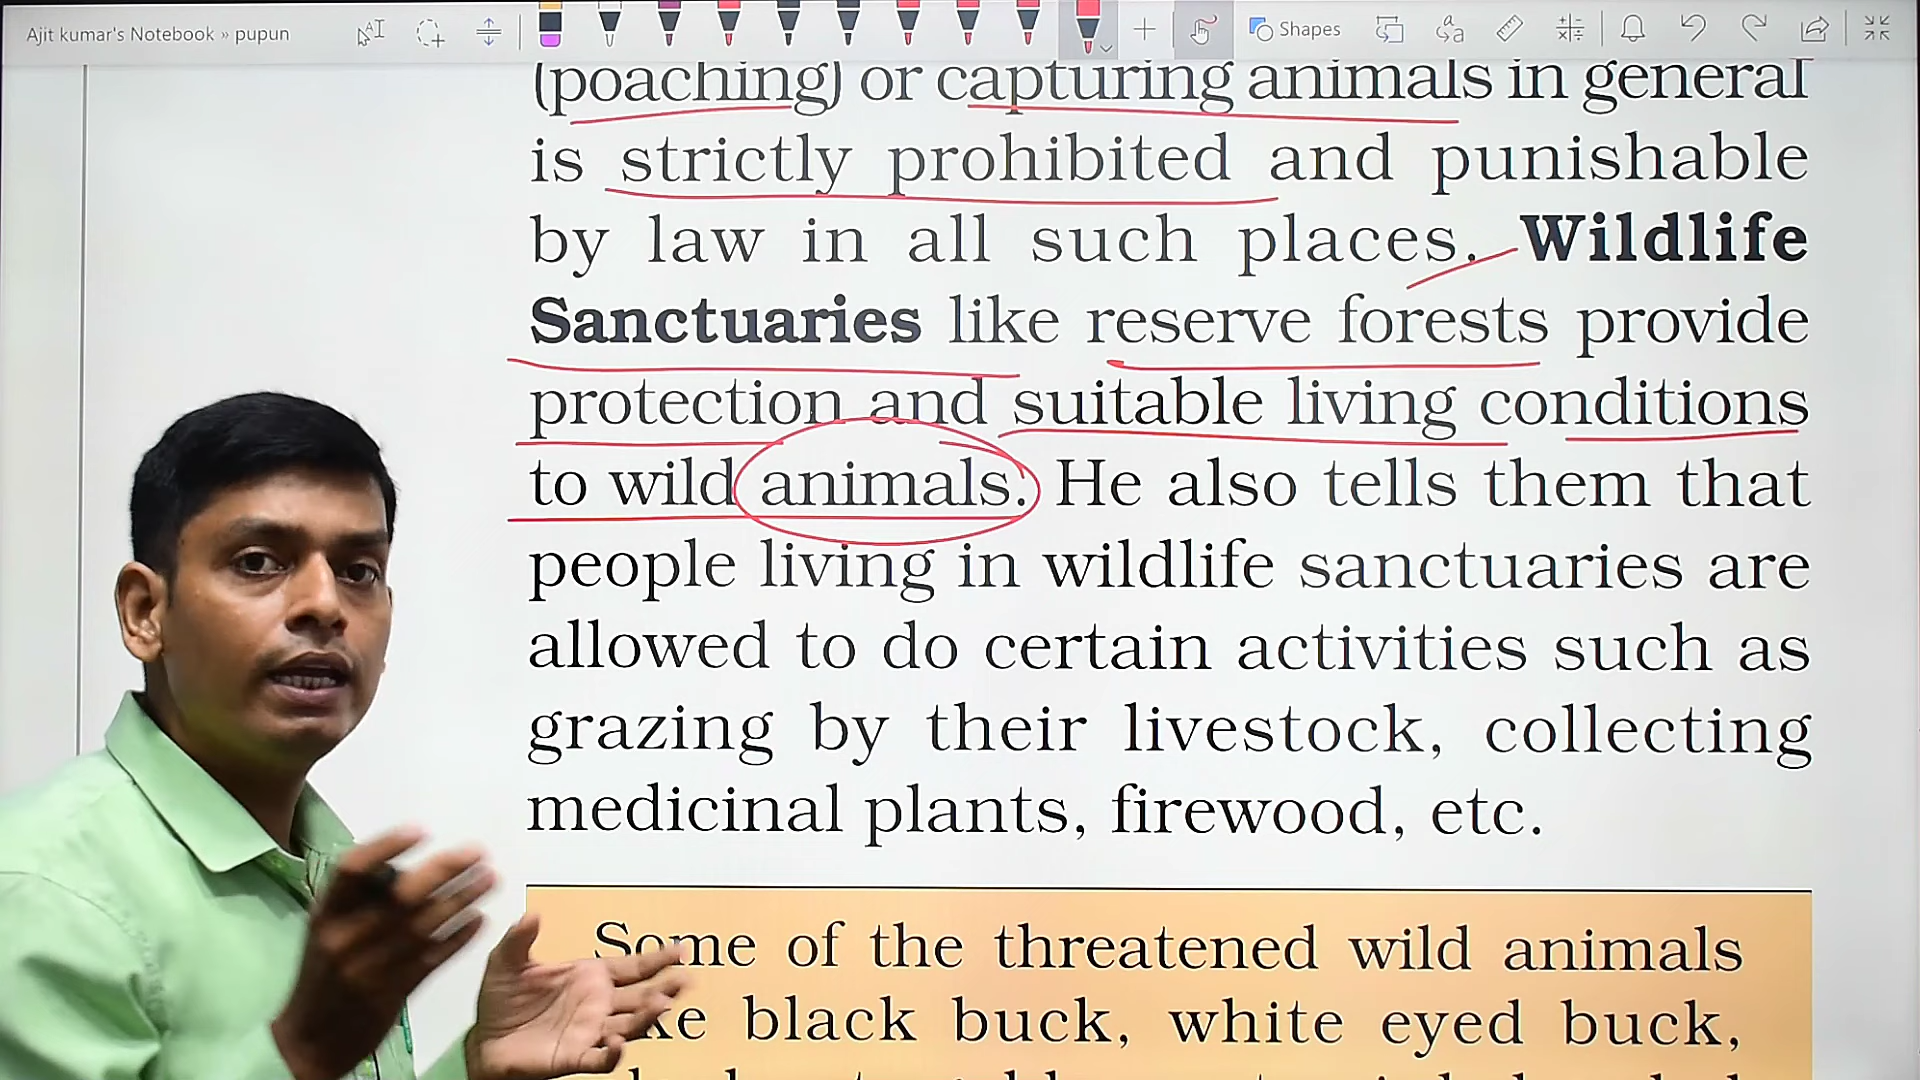 Ajit kumar's Notebook » pupun
Shapes
(poaching) or capturing animals in general
is strictly prohibited and punishable
by law in all such places. Wildlife
Sanctuaries like reserve forests provide
protection and suitable living conditions
to wild animals. He also tells them that
people living in wildlife sanctuaries are
allowed to do certain activities such as
grazing by their livestock, collecting
medicinal plants, firewood, etc.
Some of the threatened wild animals
black buck, white eyed buck,